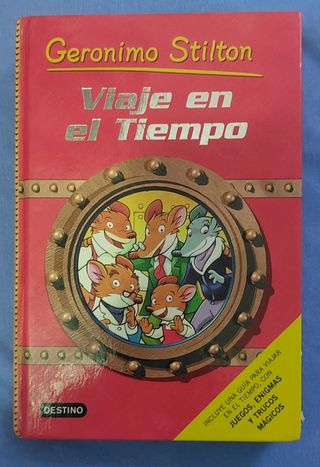 Geronimo Stilton
Viaje en
el Tiempo
INCLUYE UNA GUÍA PARA VIAJAR
EN EL TIEMPO, CON
JUEGOS, ENIGMAS
Y TRUCOS
MÁGICOS
DESTINO